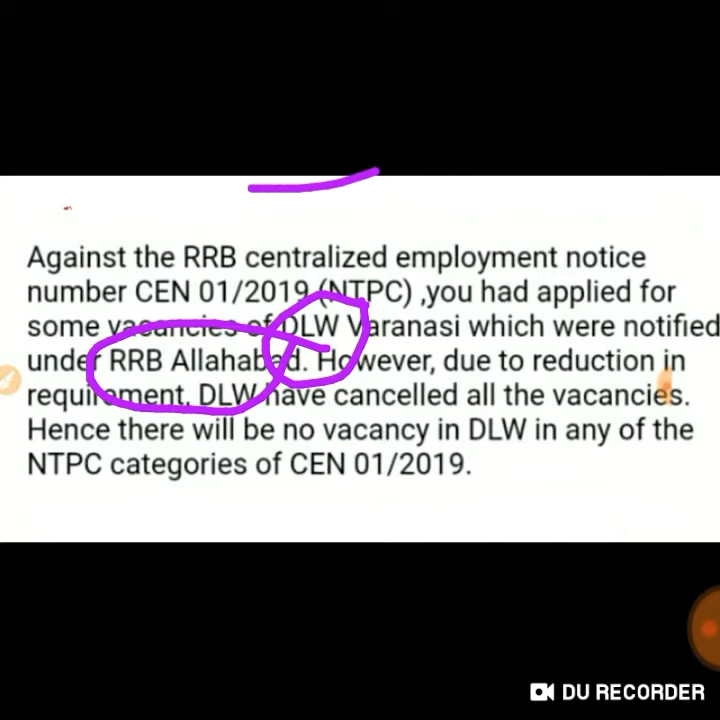 Against the RRB centralized employment notice
number CEN 01/2019 (NTPC) ,you had applied for
some vacancies of DLW Varanasi which were notified
under RRB Allahabad. However, due to reduction in
requirement, DLW have cancelled all the vacancies.
Hence there will be no vacancy in DLW in any of the
NTPC categories of CEN 01/2019.
DU RECORDER